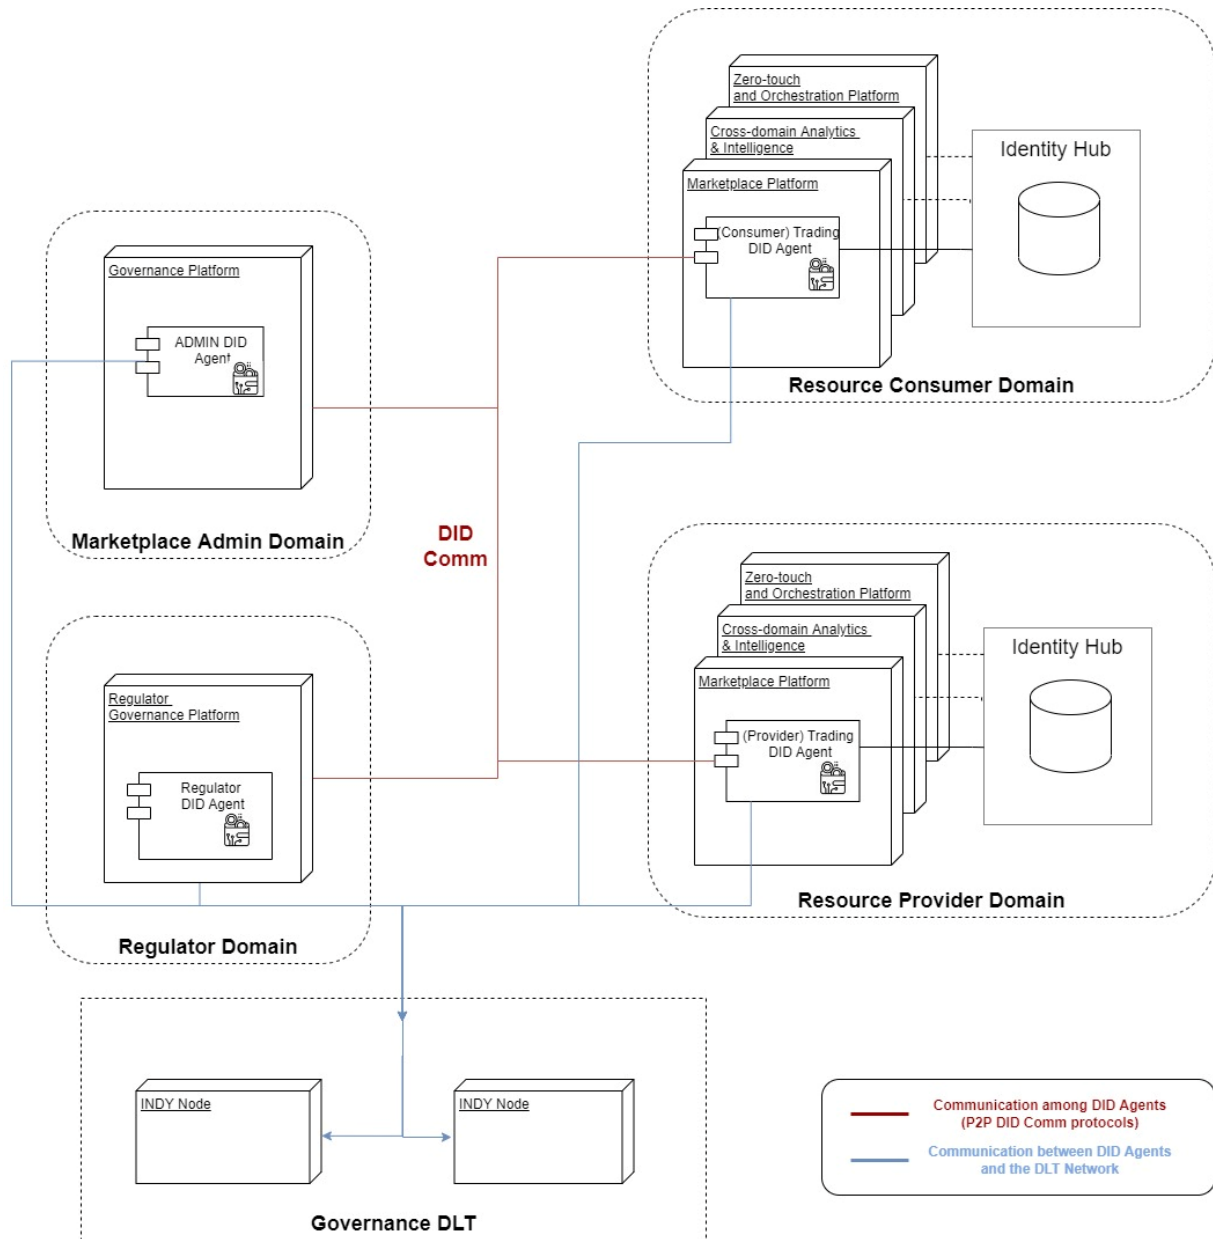 Zero-touch
and Orchestration Platform
Cross-domain Analytics
& Intelligence
Marketplace Platform
(Consumer) Trading
DID Agent
Identity Hub
Resource Consumer Domain
Governance Platform
ADMIN DID
Agent
Marketplace Admin Domain
DID
Comm
Zero-touch
and Orchestration Platform
Cross-domain Analytics
& Intelligence
Marketplace Platform
(Provider) Trading
DID Agent
Identity Hub
Resource Provider Domain
Regulator
Governance Platform
Regulator
DID Agent
Regulator Domain
INDY Node
INDY Node
Governance DLT
Communication among DID Agents
(P2P DID Comm protocols)
Communication between DID Agents
and the DLT Network